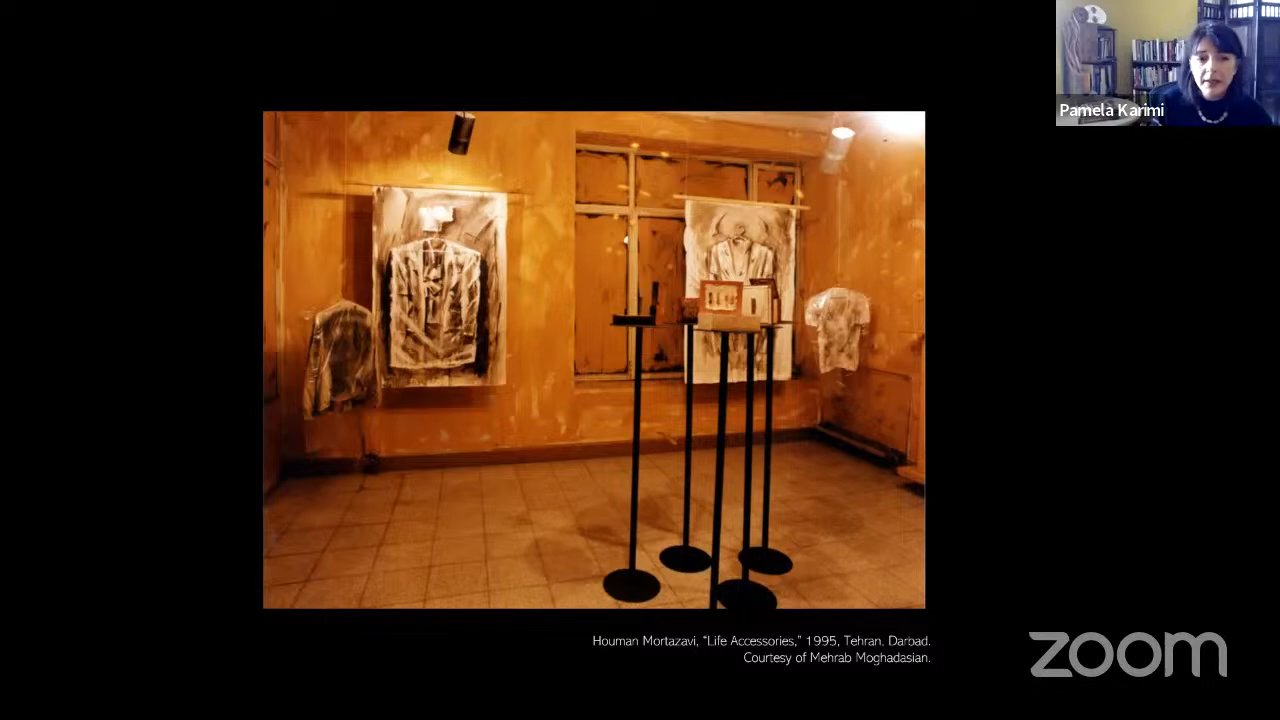 Pamela Karimi
Houman Mortazavi, “Life Accessories,” 1995, Tehran, Darbad.
Courtesy of Mehrab Moghadasian.
zoom